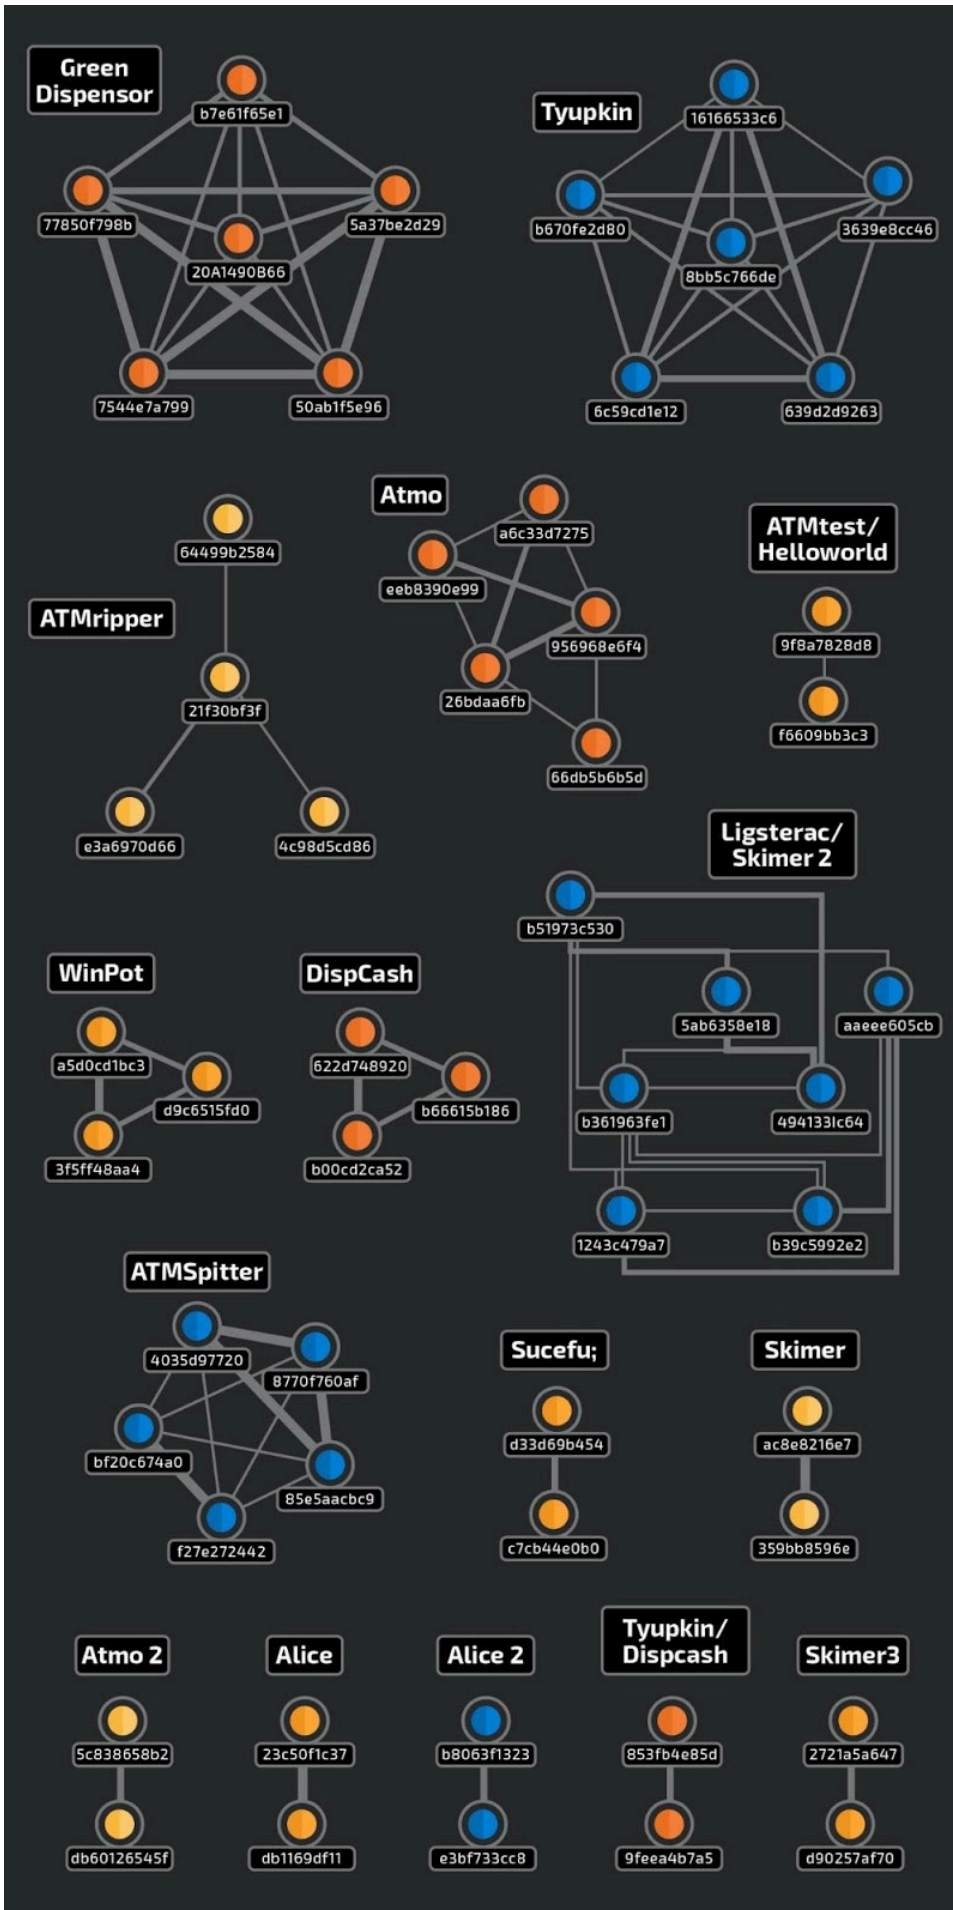 Green
Dispensor
b7e61f65e1
77850f798b
5a37be2d29
20A1490B66
7544e7a799
50ab1f5e96
Tyupkin
16166533c6
b670fe2d80
3639e8cc46
8bb5c766de
6c59cd1e12
639d2d9263
ATMripper
64499b2584
21f30bf3f
e3a6970d66
4c98d5cd86
Atmo
a6c33d7275
eeb8390e99
956968e6f4
26bdaa6fb
66db5b6b5d
ATMtest/
Helloworld
9f8a7828d8
f6609bb3c3
Ligsterac/
Skimer 2
b51973c530
5ab6358e18
aaeee605cb
b361963fe1
494133lc64
1243c479a7
b39c5992e2
WinPot
a5d0cd1bc3
d9c6515fd0
3f5ff48aa4
DispCash
622d748920
b66615b186
b00cd2ca52
ATMSpitter
4035d97720
8770f760af
bf20c674a0
85e5aacbc9
f27e272442
Sucefu;
d33d69b454
c7cb44e0b0
Skimer
ac8e8216e7
359bb8596e
Atmo 2
5c838658b2
db60126545f
Alice
23c50f1c37
db1169df11
Alice 2
b8063f1323
e3bf733cc8
Tyupkin/
Dispcash
853fb4e85d
9feea4b7a5
Skimer3
2721a5a647
d90257af70